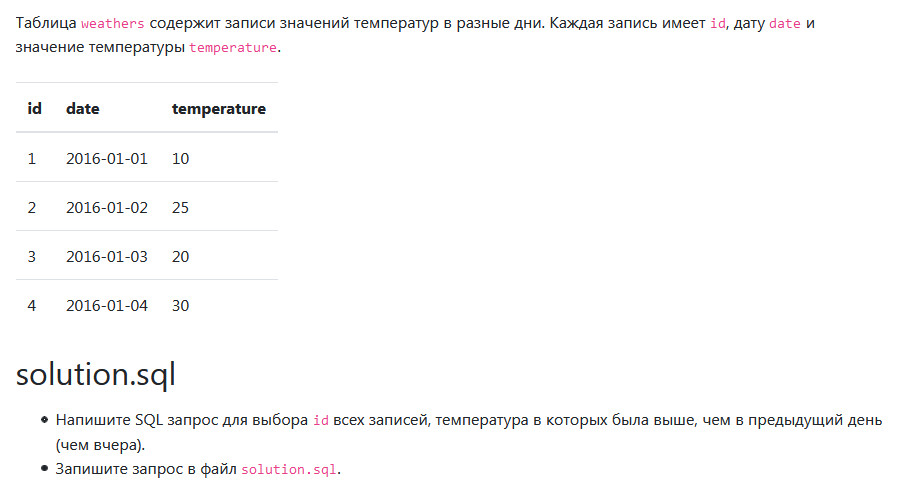 Таблица weathers содержит записи значений температур в разные дни. Каждая запись имеет id, дату date и
значение температуры temperature.
id date temperature
1 2016-01-01 10
2 2016-01-02 25
3 2016-01-03 20
4 2016-01-04 30
solution.sql
Напишите SQL запрос для выбора id всех записей, температура в которых была выше, чем в предыдущий день
(чем вчера).
Запишите запрос в файл solution.sql.